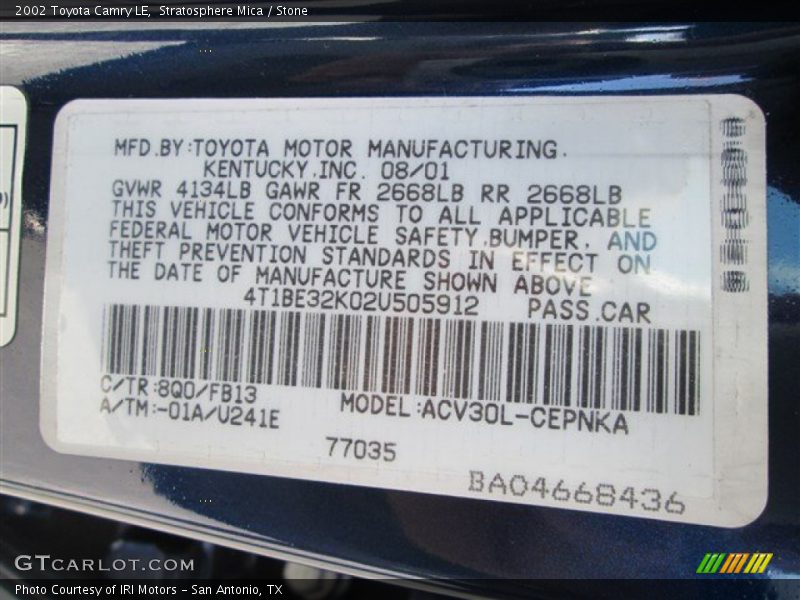 2002 Toyota Camry LE, Stratosphere Mica / Stone
MFD.BY:TOYOTA MOTOR MANUFACTURING.
KENTUCKY.INC. 08/01
GVWR 4134LB GAWR FR 2668LB RR 2668LB
THIS VEHICLE CONFORMS TO ALL APPLICABLE
FEDERAL MOTOR VEHICLE SAFETY.BUMPER, AND
THEFT PREVENTION STANDARDS IN EFFECT ON
THE DATE OF MANUFACTURE SHOWN ABOVE
4T1BE32K02U505912 PASS.CAR
C/TR:8Q0/FB13
A/TM:-01A/U241E
MODEL:ACV30L-CEPNKA
77035
BA04668436
GTCARLOT.COM
Photo Courtesy of IRI Motors - San Antonio, TX